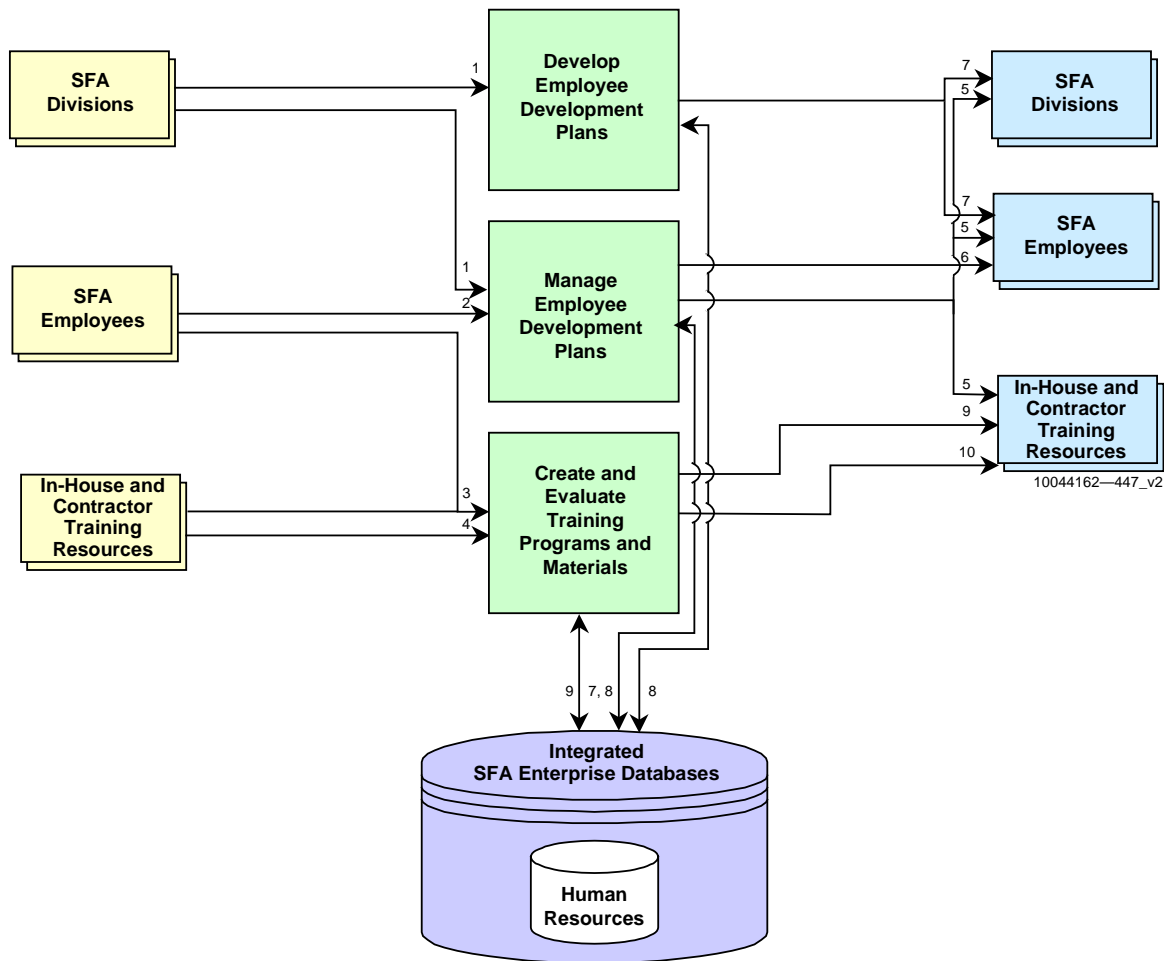 SFA
Divisions
1
Develop
Employee
Development
Plans
7
5
SFA
Divisions
SFA
Employees
1
2
Manage
Employee
Development
Plans
7
5
6
SFA
Employees
In-House and
Contractor
Training
Resources
3
4
Create and
Evaluate
Training
Programs and
Materials
5
9
10
In-House and
Contractor
Training
Resources
10044162—447_v2
9
7, 8
8
Integrated
SFA Enterprise Databases
Human
Resources